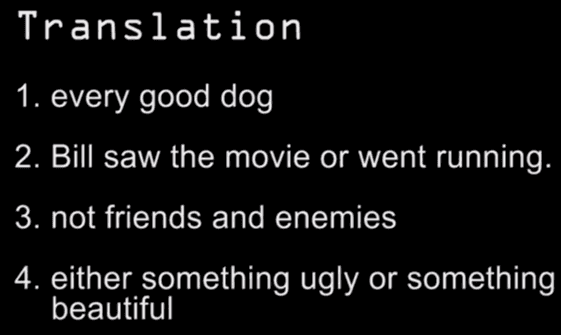 Translation
1. every good dog
2. Bill saw the movie or went running.
3. not friends and enemies
4. either something ugly or something
beautiful